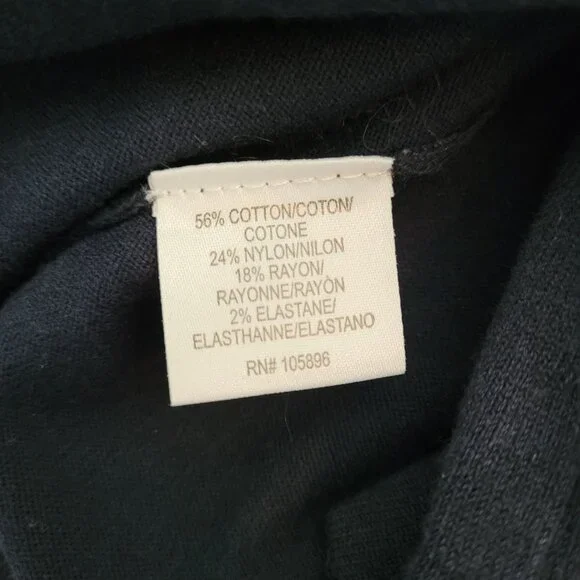 56% COTTON/COTON/
COTONE
24% NYLON/NILON
18% RAYON/
RAYONNE/RAYÓN
2% ELASTANE/
ELASTHANNE/ELASTANO
RN# 105896